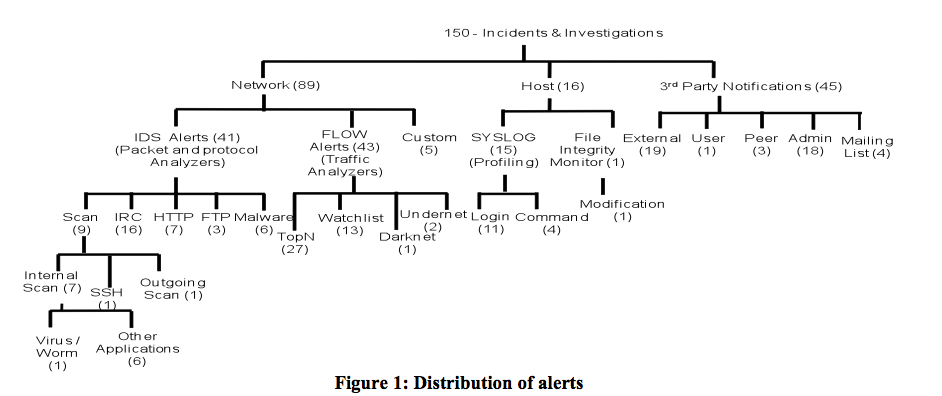 150 - Incidents & Investigations
Network (89)
Host (16)
3rd Party Notifications (45)
IDS Alerts (41)
(Packet and protocol
Analyzers)
FLOW
Alerts (43)
(Traffic
Analyzers)
Custom
(5)
SYSLOG
(15)
(Profiling)
File
Integrity
Monitor (1)
External
(19)
User
(1)
Peer
(3)
Admin
(18)
Mailing
List (4)
Scan
(9)
IRC
(16)
HTTP
(7)
FTP
(3)
Malware
(6)
TopN
(27)
Watchlist
(13)
Darknet
(1)
Undernet
(2)
Login
(11)
Command
(4)
Modification
(1)
Internal
Scan (7)
SSH
(1)
Outgoing
Scan (1)
Virus /
Worm
(1)
Other
Applications
(6)
Figure 1: Distribution of alerts